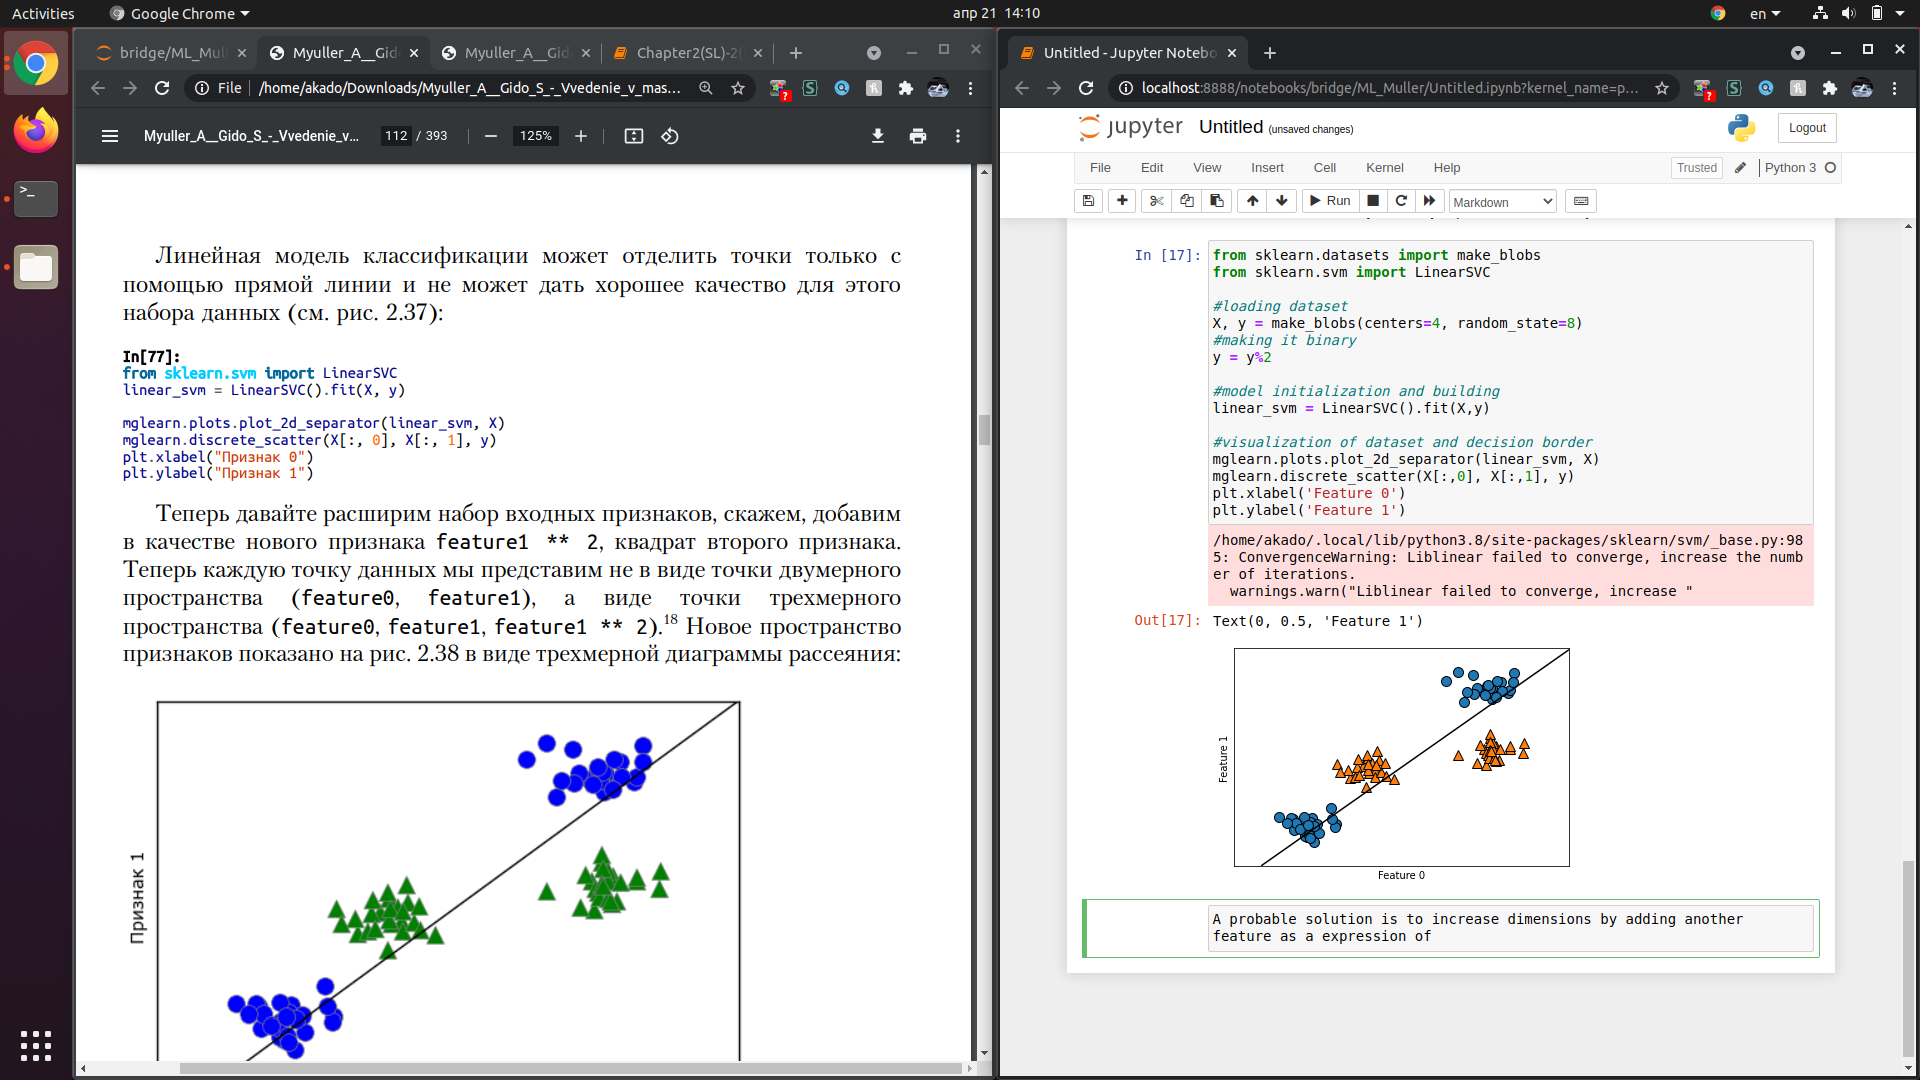 Activities
Google Chrome
апр 21 14:10
en
bridge/ML_Mul
Myuller_A__Gid
Myuller_A__Gid
Chapter2(SL)-2(
File
/home/akado/Downloads/Myuller_A__Gido_S_-_Vvedenie_v_mas...
Myuller_A__Gido_S_-_Vvedenie_v...
112 / 393
125%
Линейная модель классификации может отделить точки только с
помощью прямой линии и не может дать хорошее качество для этого
набора данных (см. рис. 2.37):
In[77]:
from sklearn.svm import LinearSVC
linear_svm = LinearSVC().fit(X, y)
mglearn.plots.plot_2d_separator(linear_svm, X)
mglearn.discrete_scatter(X[:, 0], X[:, 1], y)
plt.xlabel("Признак 0")
plt.ylabel("Признак 1")
Теперь давайте расширим набор входных признаков, скажем, добавим
в качестве нового признака feature1 ** 2, квадрат второго признака.
Теперь каждую точку данных мы представим не в виде точки двумерного
пространства (feature0, feature1), а виде точки трехмерного
пространства (feature0, feature1, feature1 ** 2).18 Новое пространство
признаков показано на рис. 2.38 в виде трехмерной диаграммы рассеяния:
Признак 1
Untitled - Jupyter Notebo
localhost:8888/notebooks/bridge/ML_Muller/Untitled.ipynb?kernel_name=p...
jupyter
Untitled (unsaved changes)
Logout
File
Edit
View
Insert
Cell
Kernel
Help
Trusted
Python 3
Run
Markdown
In [17]:
from sklearn.datasets import make_blobs
from sklearn.svm import LinearSVC
#loading dataset
X, y = make_blobs(centers=4, random_state=8)
#making it binary
y = y%2
#model initialization and building
linear_svm = LinearSVC().fit(X,y)
#visualization of dataset and decision border
mglearn.plots.plot_2d_separator(linear_svm, X)
mglearn.discrete_scatter(X[:,0], X[:,1], y)
plt.xlabel('Feature 0')
plt.ylabel('Feature 1')
/home/akado/.local/lib/python3.8/site-packages/sklearn/svm/_base.py:98
5: ConvergenceWarning: Liblinear failed to converge, increase the numb
er of iterations.
warnings.warn("Liblinear failed to converge, increase "
Out[17]:
Text(0, 0.5, 'Feature 1')
Feature 1
Feature 0
A probable solution is to increase dimensions by adding another
feature as a expression of